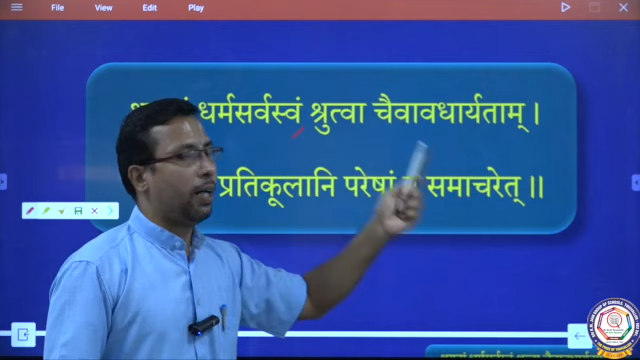 File View Edit Play
धर्मसर्वस्वं श्रुत्वा चैवावधार्यताम् ।
प्रतिकूलानि परेषां समाचरेत् ।।